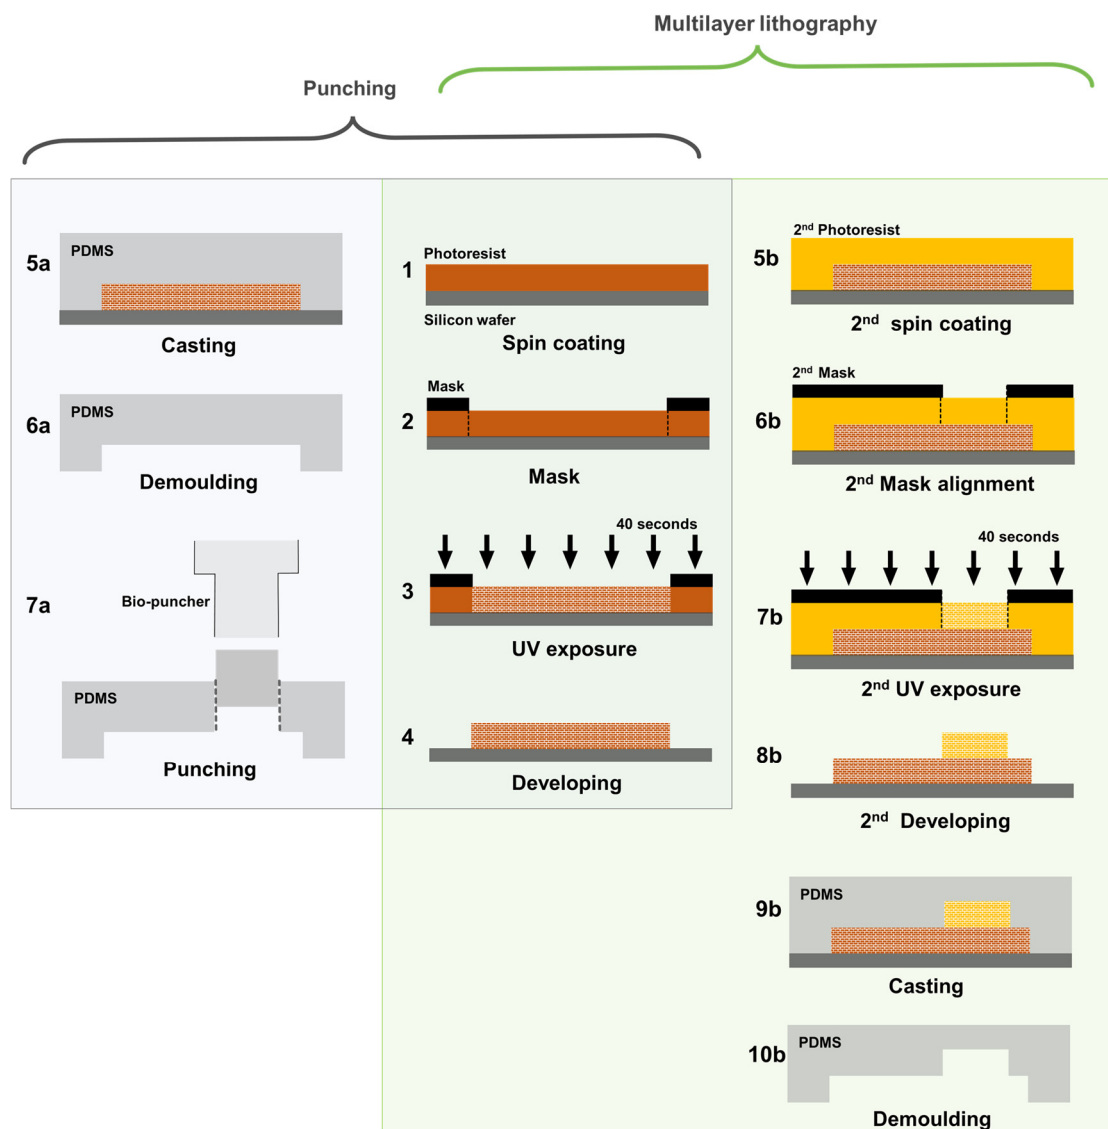 Multilayer lithography
Punching
5a
PDMS
Casting
6a
PDMS
Demoulding
7a
Bio-puncher
PDMS
Punching
1
Photoresist
Silicon wafer
Spin coating
2
Mask
Mask
3
40 seconds
UV exposure
4
Developing
5b
2nd Photoresist
2nd spin coating
6b
2nd Mask
2nd Mask alignment
7b
40 seconds
2nd UV exposure
8b
2nd Developing
9b
PDMS
Casting
10b
PDMS
Demoulding